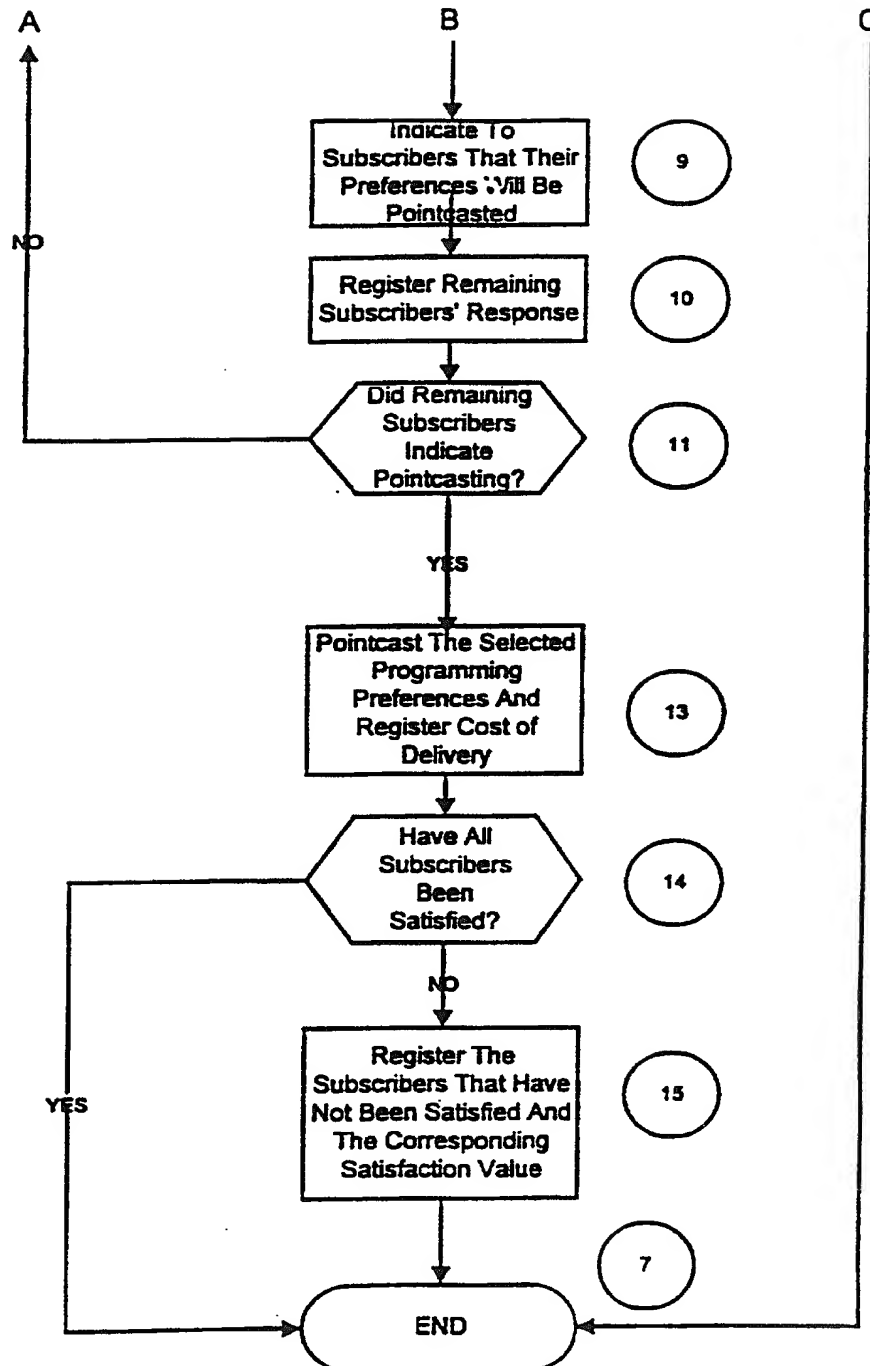 A
B
C
Indicate To
Subscribers That Their
Preferences Will Be
Pointcasted
9
NO
Register Remaining
Subscribers' Response
10
Did Remaining
Subscribers
Indicate
Pointcasting?
11
YES
Pointcast The Selected
Programming
Preferences And
Register Cost of
Delivery
13
Have All
Subscribers
Been
Satisfied?
14
NO
Register The
Subscribers That Have
Not Been Satisfied And
The Corresponding
Satisfaction Value
15
YES
7
END